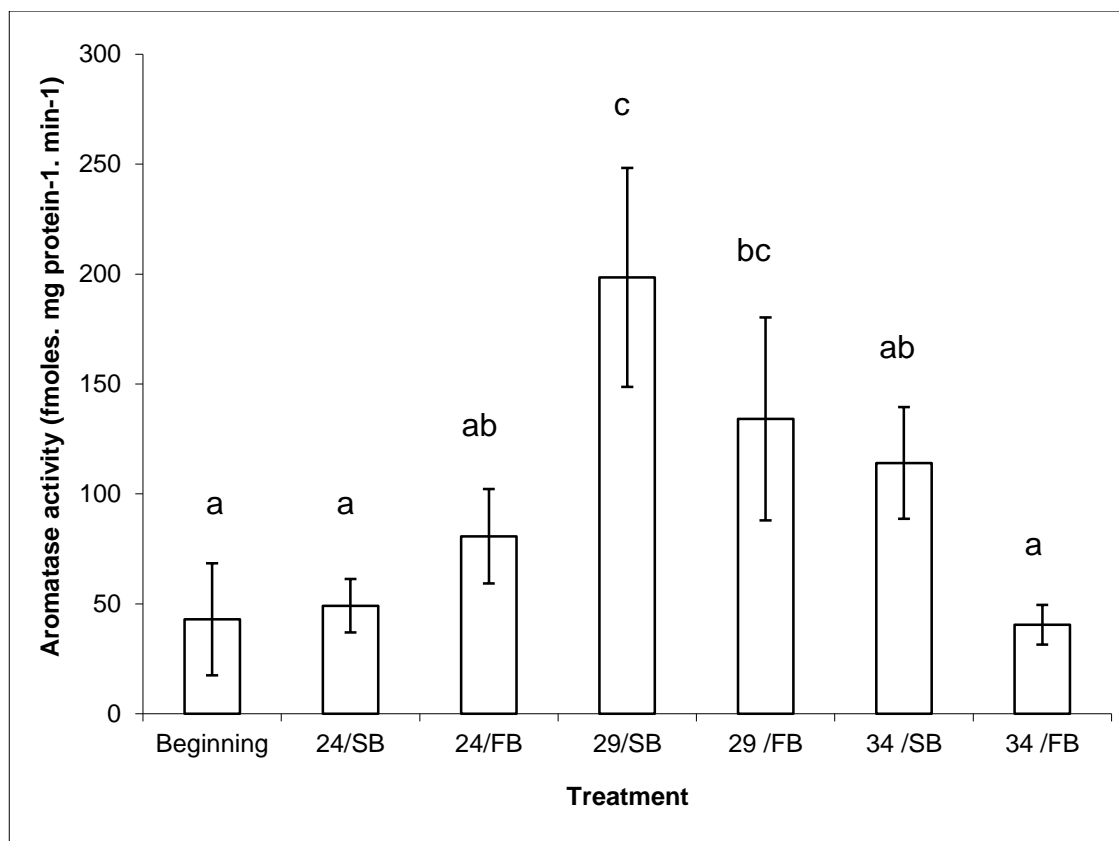 Aromatase activity (fmoles. mg protein-1. min-1)
300
250
200
150
100
50
0
a
a
ab
c
bc
ab
a
Beginning
24/SB
24/FB
29/SB
29 /FB
34 /SB
34 /FB
Treatment